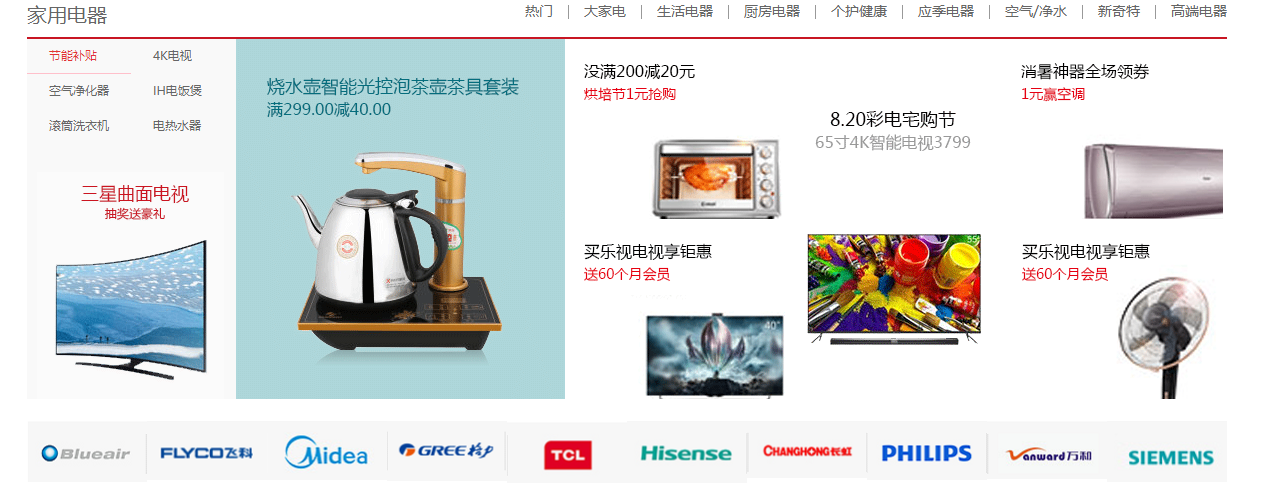 家用电器
热门 | 大家电 | 生活电器 | 厨房电器 | 个护健康 | 应季电器 | 空气/净水 | 新奇特 | 高端电器
节能补贴 4K电视
空气净化器 IH电饭煲
滚筒洗衣机 电热水器
三星曲面电视
抽奖送豪礼
烧水壶智能光控泡茶壶茶具套装
满299.00减40.00
没满200减20元
烘培节1元抢购
买乐视电视享钜惠
送60个月会员
40"
8.20彩电宅购节
65寸4K智能电视3799
55"
消暑神器全场领券
1元赢空调
买乐视电视享钜惠
送60个月会员
Blueair FLYCO飞科 Midea GREE格力 TCL Hisense CHANGHONG长虹 PHILIPS Vanward万和 SIEMENS